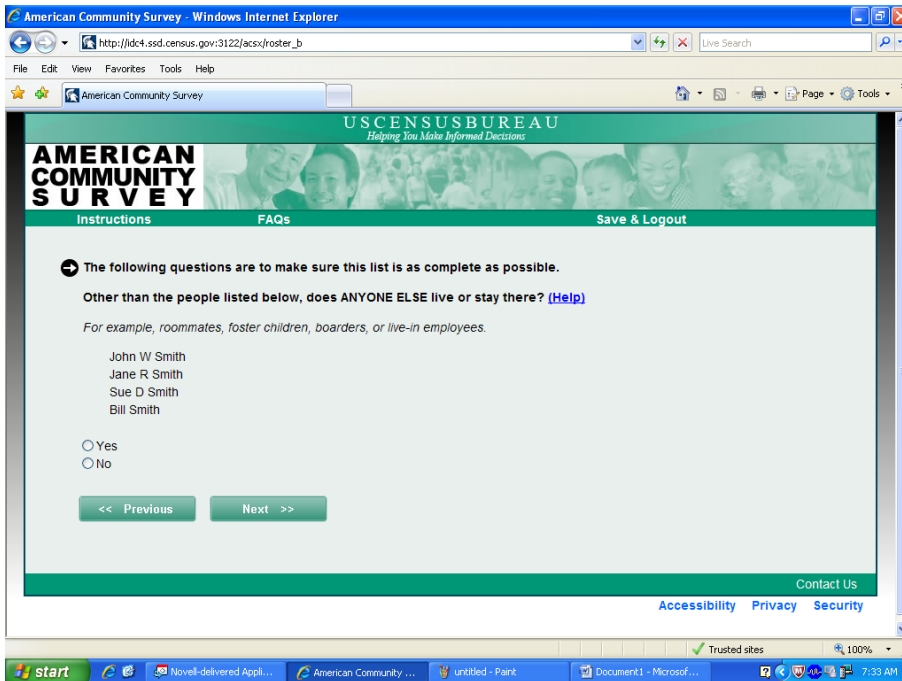 American Community Survey - Windows Internet Explorer
http://idc4.ssd.census.gov:3122/acsx/roster_b
Live Search
File Edit View Favorites Tools Help
American Community Survey
Page Tools
USCENSUSBUREAU
Helping You Make Informed Decisions
AMERICAN
COMMUNITY
SURVEY
Instructions FAQs Save & Logout
The following questions are to make sure this list is as complete as possible.
Other than the people listed below, does ANYONE ELSE live or stay there? (Help)
For example, roommates, foster children, boarders, or live-in employees.
John W Smith
Jane R Smith
Sue D Smith
Bill Smith
Yes
No
<< Previous Next >>
Contact Us
Accessibility Privacy Security
Trusted sites 100%
start Novell-delivered Appli... American Community ... untitled - Paint Document1 - Microsof... 7:33 AM